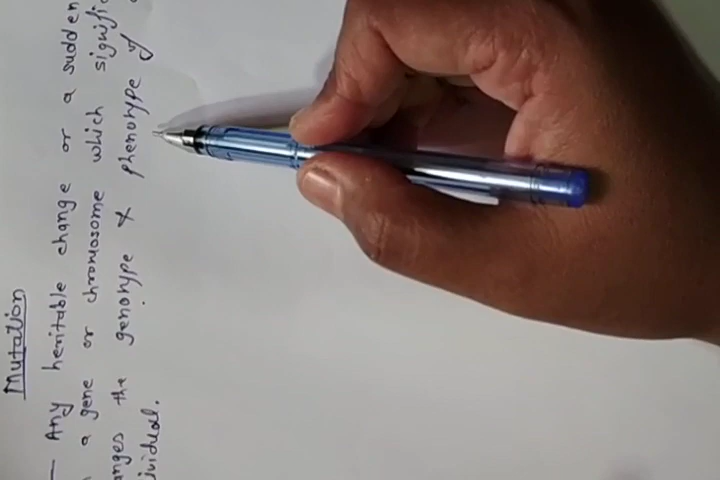 Mutation
— Any heritable change or a sudden
a gene or chromosome which
the genotype & phenotype of